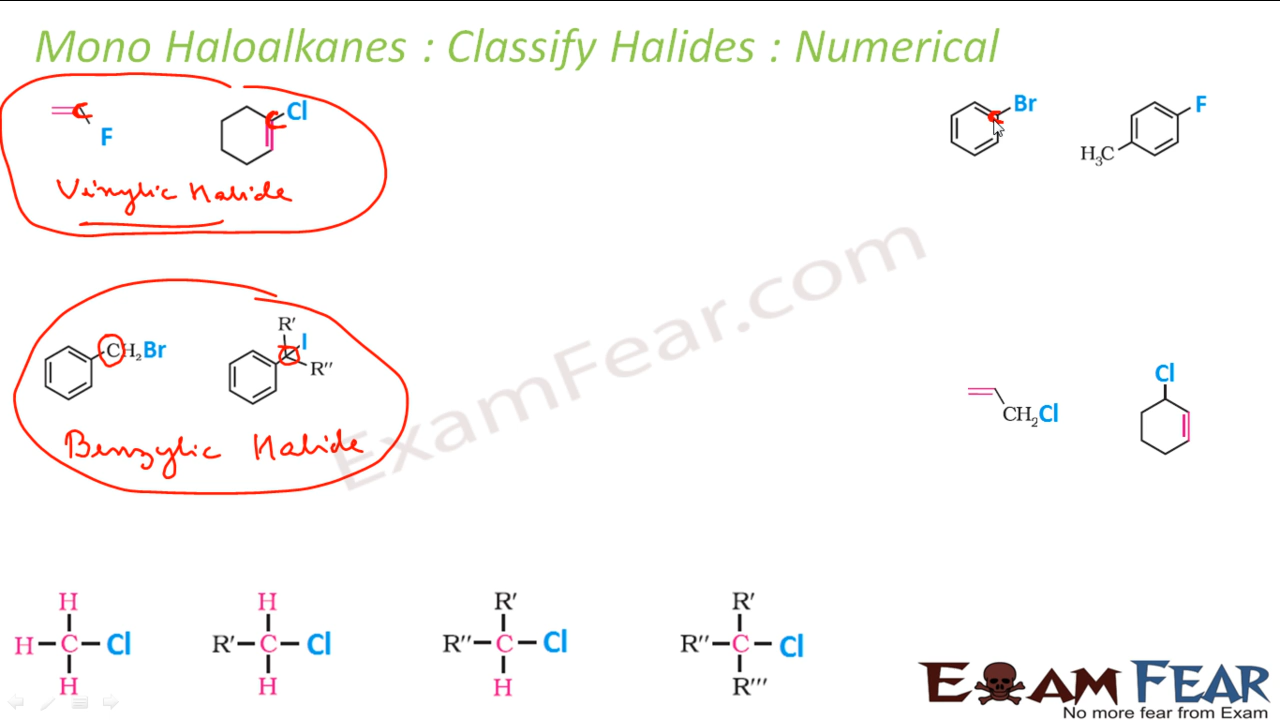 Mono Haloalkanes : Classify Halides : Numerical
F
Cl
Br
F
H₃C
Vinylic Halide
ExamFear.com
CH₂Br
R'
I
R''
Benzylic Halide
CH₂Cl
Cl
H
H–C–Cl
H
H
R'–C–Cl
H
R'
R''–C–Cl
H
R'
R''–C–Cl
R'''
EXAM FEAR
No more fear from Exam